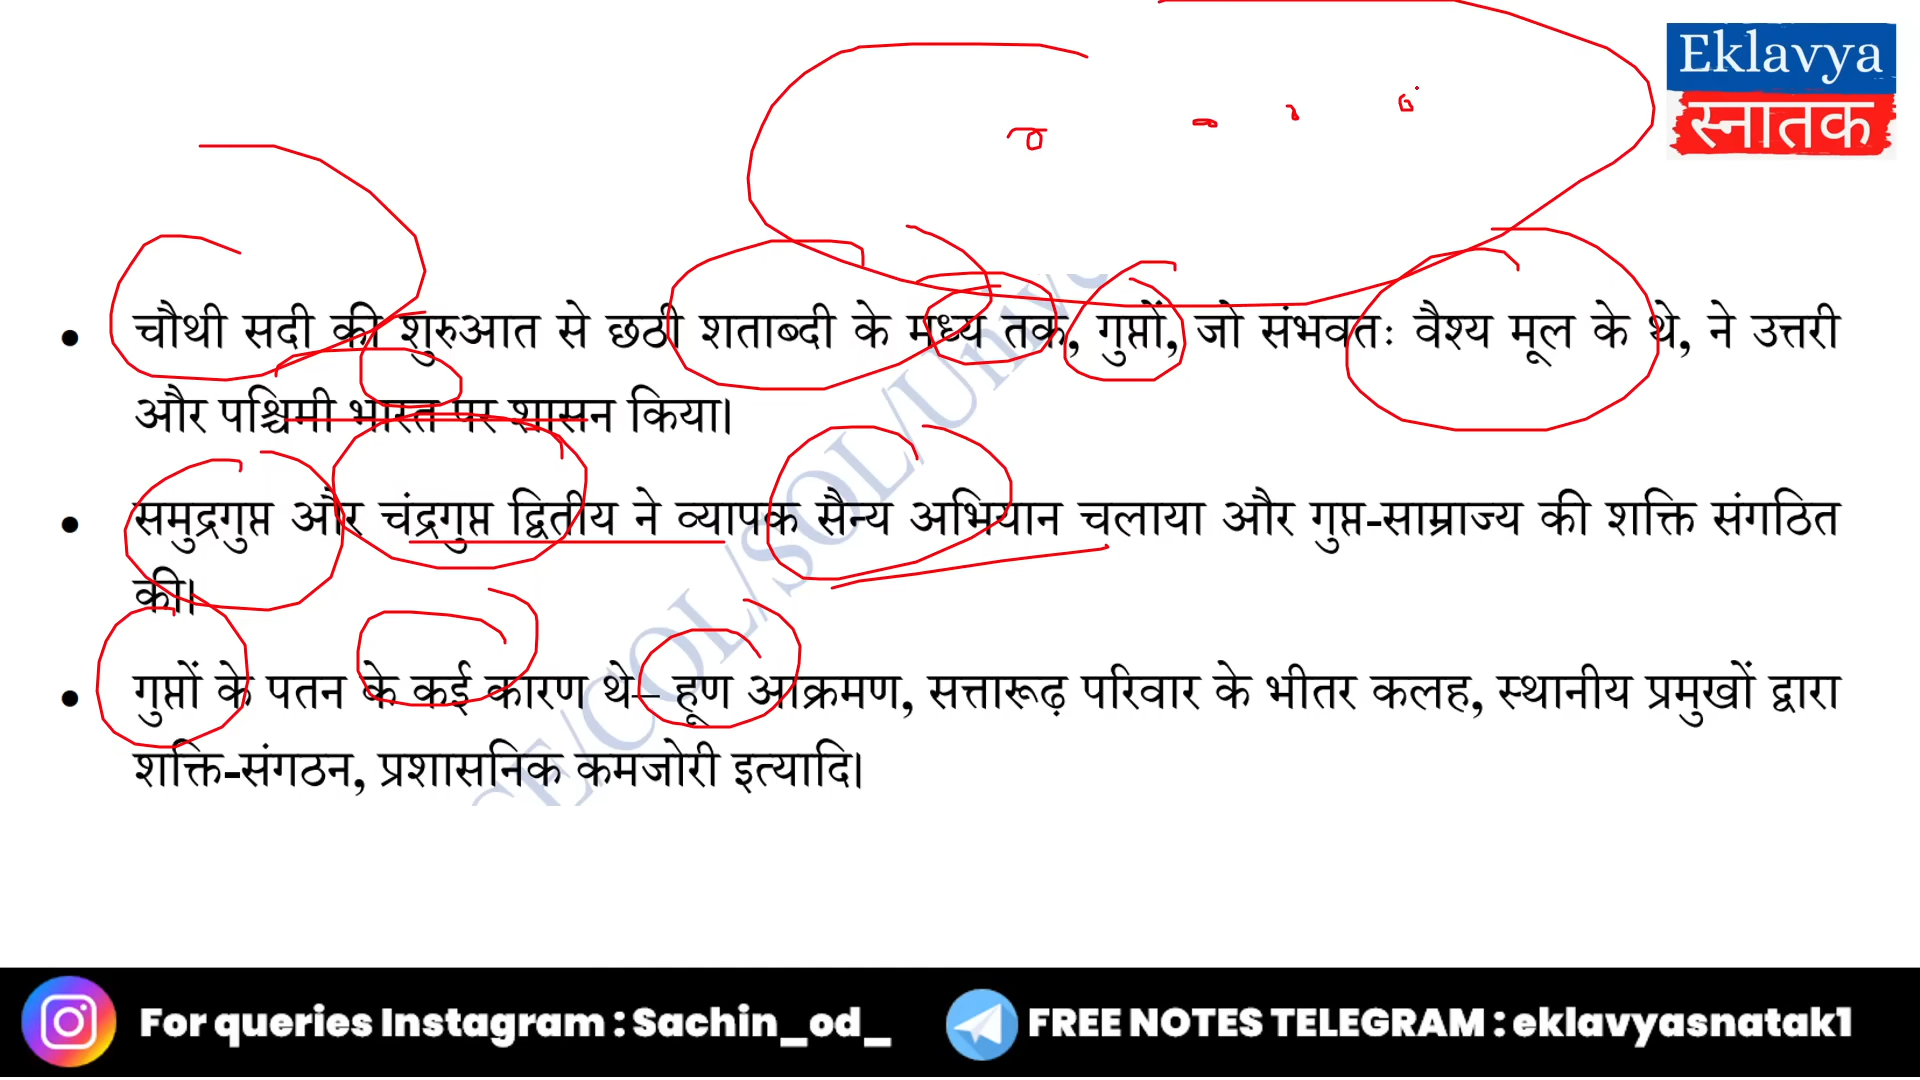 Eklavya
स्नातक
• चौथी सदी की शुरुआत से छठी शताब्दी के मध्य तक, गुप्तों, जो संभवतः वैश्य मूल के थे, ने उत्तरी
और पश्चिमी भारत पर शासन किया।
• समुद्रगुप्त और चंद्रगुप्त द्वितीय ने व्यापक सैन्य अभियान चलाया और गुप्त-साम्राज्य की शक्ति संगठित
की।
• गुप्तों के पतन के कई कारण थे– हूण आक्रमण, सत्तारूढ़ परिवार के भीतर कलह, स्थानीय प्रमुखों द्वारा
शक्ति-संगठन, प्रशासनिक कमजोरी इत्यादि।
For queries Instagram : Sachin_od_
FREE NOTES TELEGRAM : eklavyasnatak1